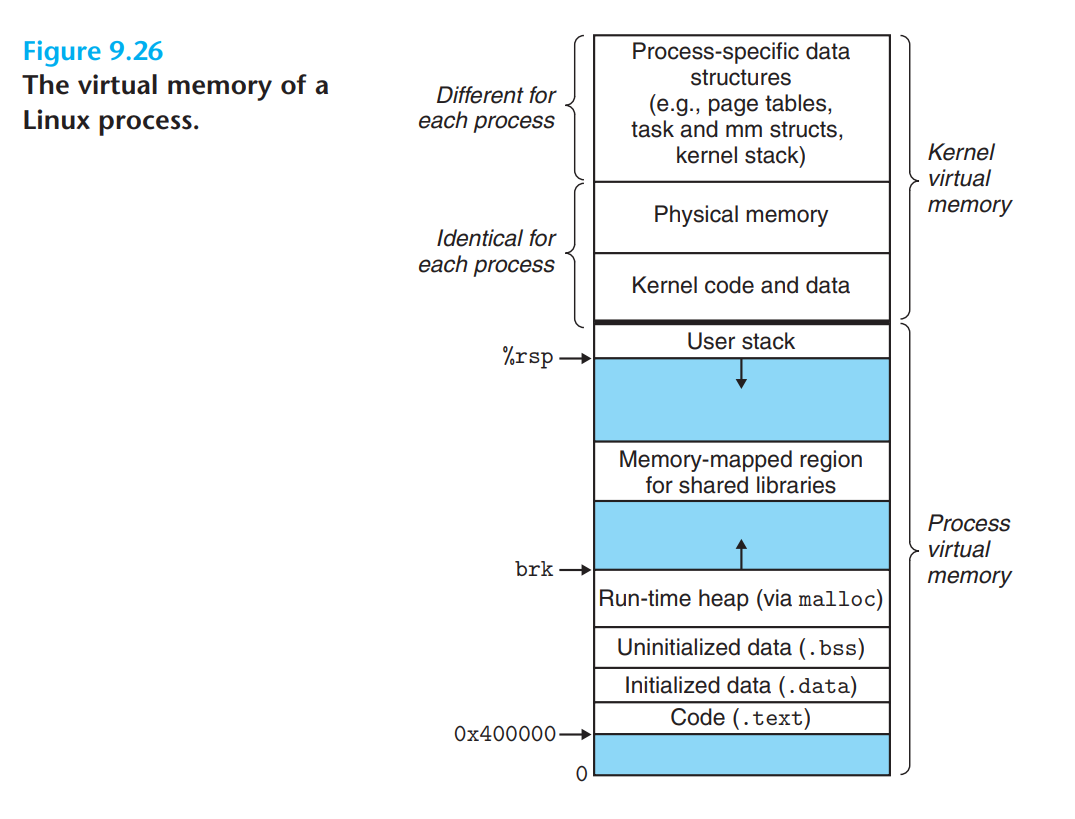 Figure 9.26
The virtual memory of a
Linux process.
Different for
each process
Identical for
each process
Process-specific data
structures
(e.g., page tables,
task and mm structs,
kernel stack)
Physical memory
Kernel code and data
Kernel
virtual
memory
User stack
%rsp
Memory-mapped region
for shared libraries
brk
Run-time heap (via malloc)
Uninitialized data (.bss)
Initialized data (.data)
Code (.text)
0x400000
0
Process
virtual
memory